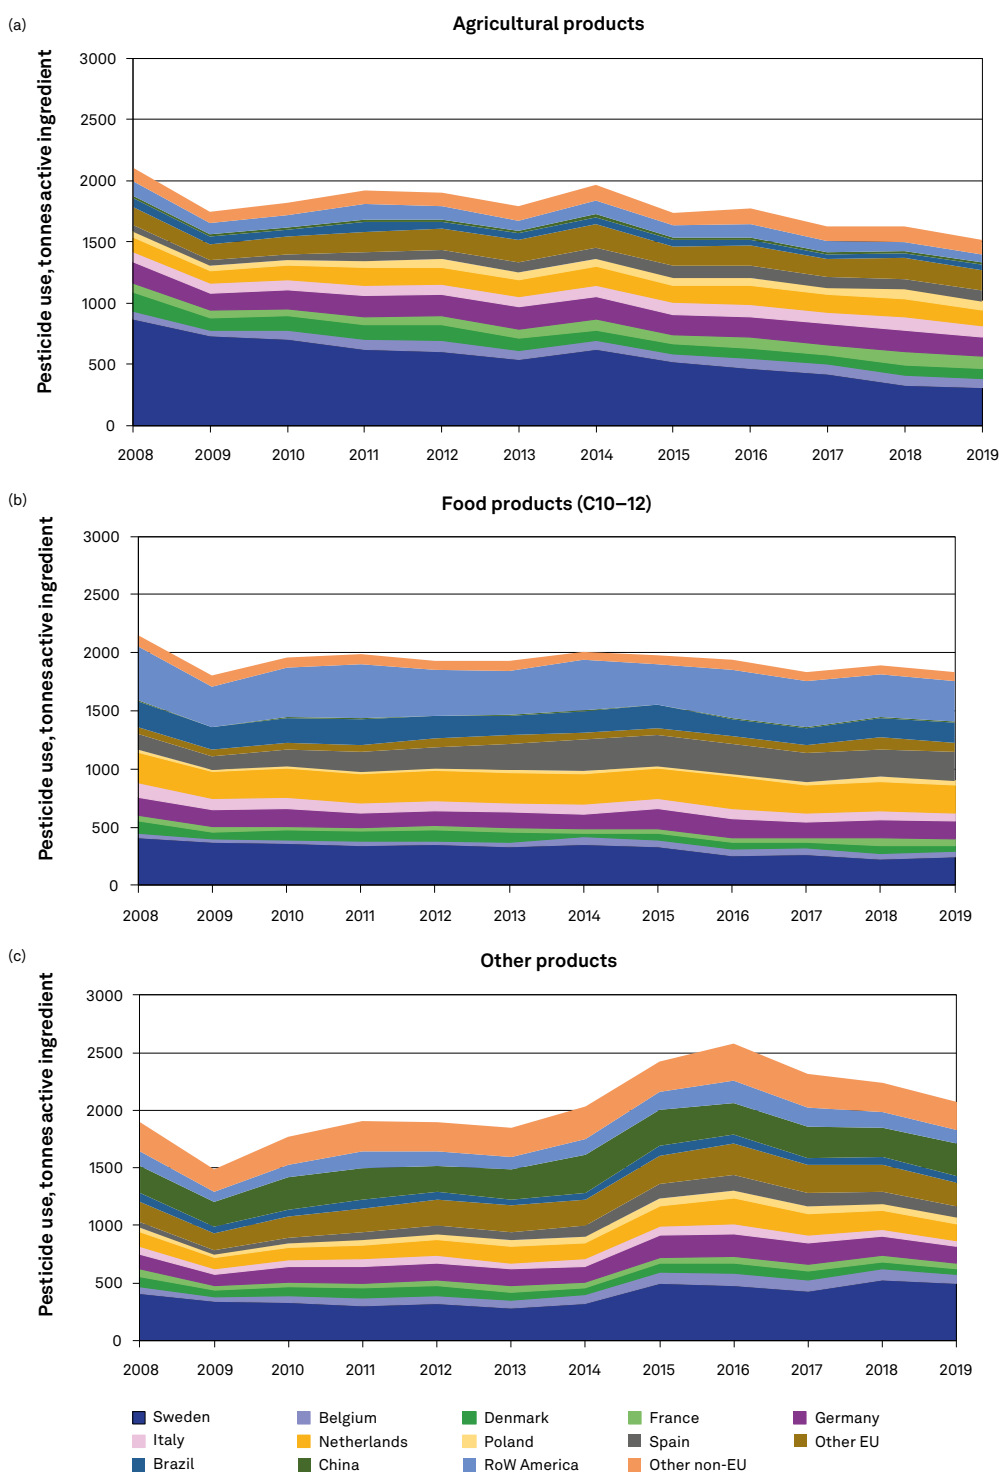 (a)
Agricultural products
Pesticide use, tonnes active ingredient
3000
2500
2000
1500
1000
500
0
2008 2009 2010 2011 2012 2013 2014 2015 2016 2017 2018 2019
(b)
Food products (C10–12)
Pesticide use, tonnes active ingredient
3000
2500
2000
1500
1000
500
0
2008 2009 2010 2011 2012 2013 2014 2015 2016 2017 2018 2019
(c)
Other products
Pesticide use, tonnes active ingredient
3000
2500
2000
1500
1000
500
0
2008 2009 2010 2011 2012 2013 2014 2015 2016 2017 2018 2019
Sweden Belgium Denmark France Germany
Italy Netherlands Poland Spain Other EU
Brazil China RoW America Other non-EU